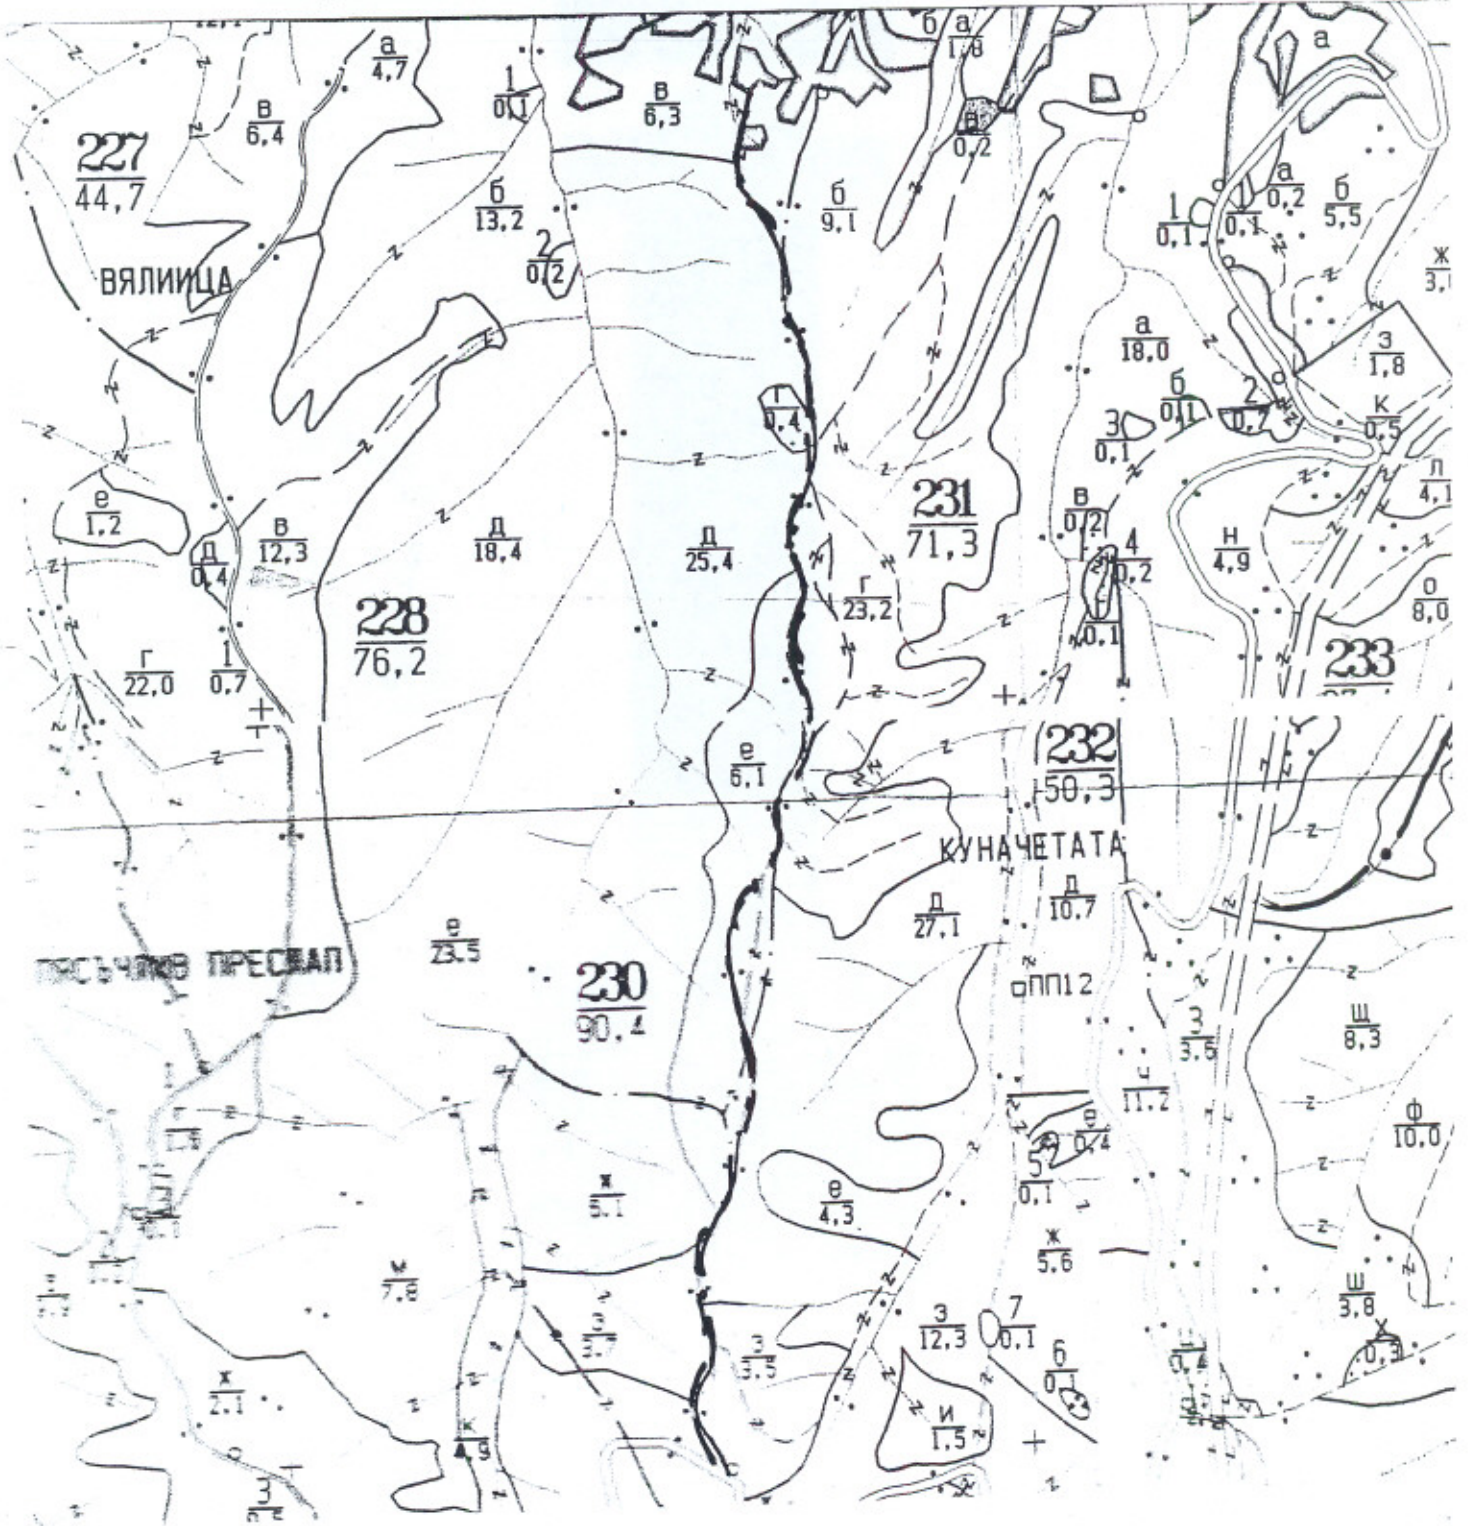 а
4,7
1
0,1
в
6,3
б
а
1,8
а
в
6,4
227
44,7
в
0,2
б
13,2
2
0,2
б
9,1
1
0,1
1
0,1
а
0,2
б
5,5
ж
ВЯЛИИЦА
а
18,0
з
1,8
г
0,4
б
0,1
2
0,7
3
0,1
к
0,5
л
4,1
е
1,2
д
0,4
в
12,3
д
18,4
д
25,4
231
71,3
в
0,2
4
0,2
н
4,9
г
23,2
г
0,1
о
8,0
228
76,2
г
22,0
1
0,7
233
е
6,1
232
50,3
КУНАЧЕТАТА
д
27,1
д
10.7
е
23.5
ПРЕСЛАП
230
90.4
ПП12
3.6
щ
8,3
ч
11.2
ф
10.0
е
0,4
5
0,1
ж
5.1
е
4,3
ж
5.6
ж
7.8
ш
3,8
з
12,3
7
0,1
х
0,3
6
0,1
ж
2.1
и
1,5